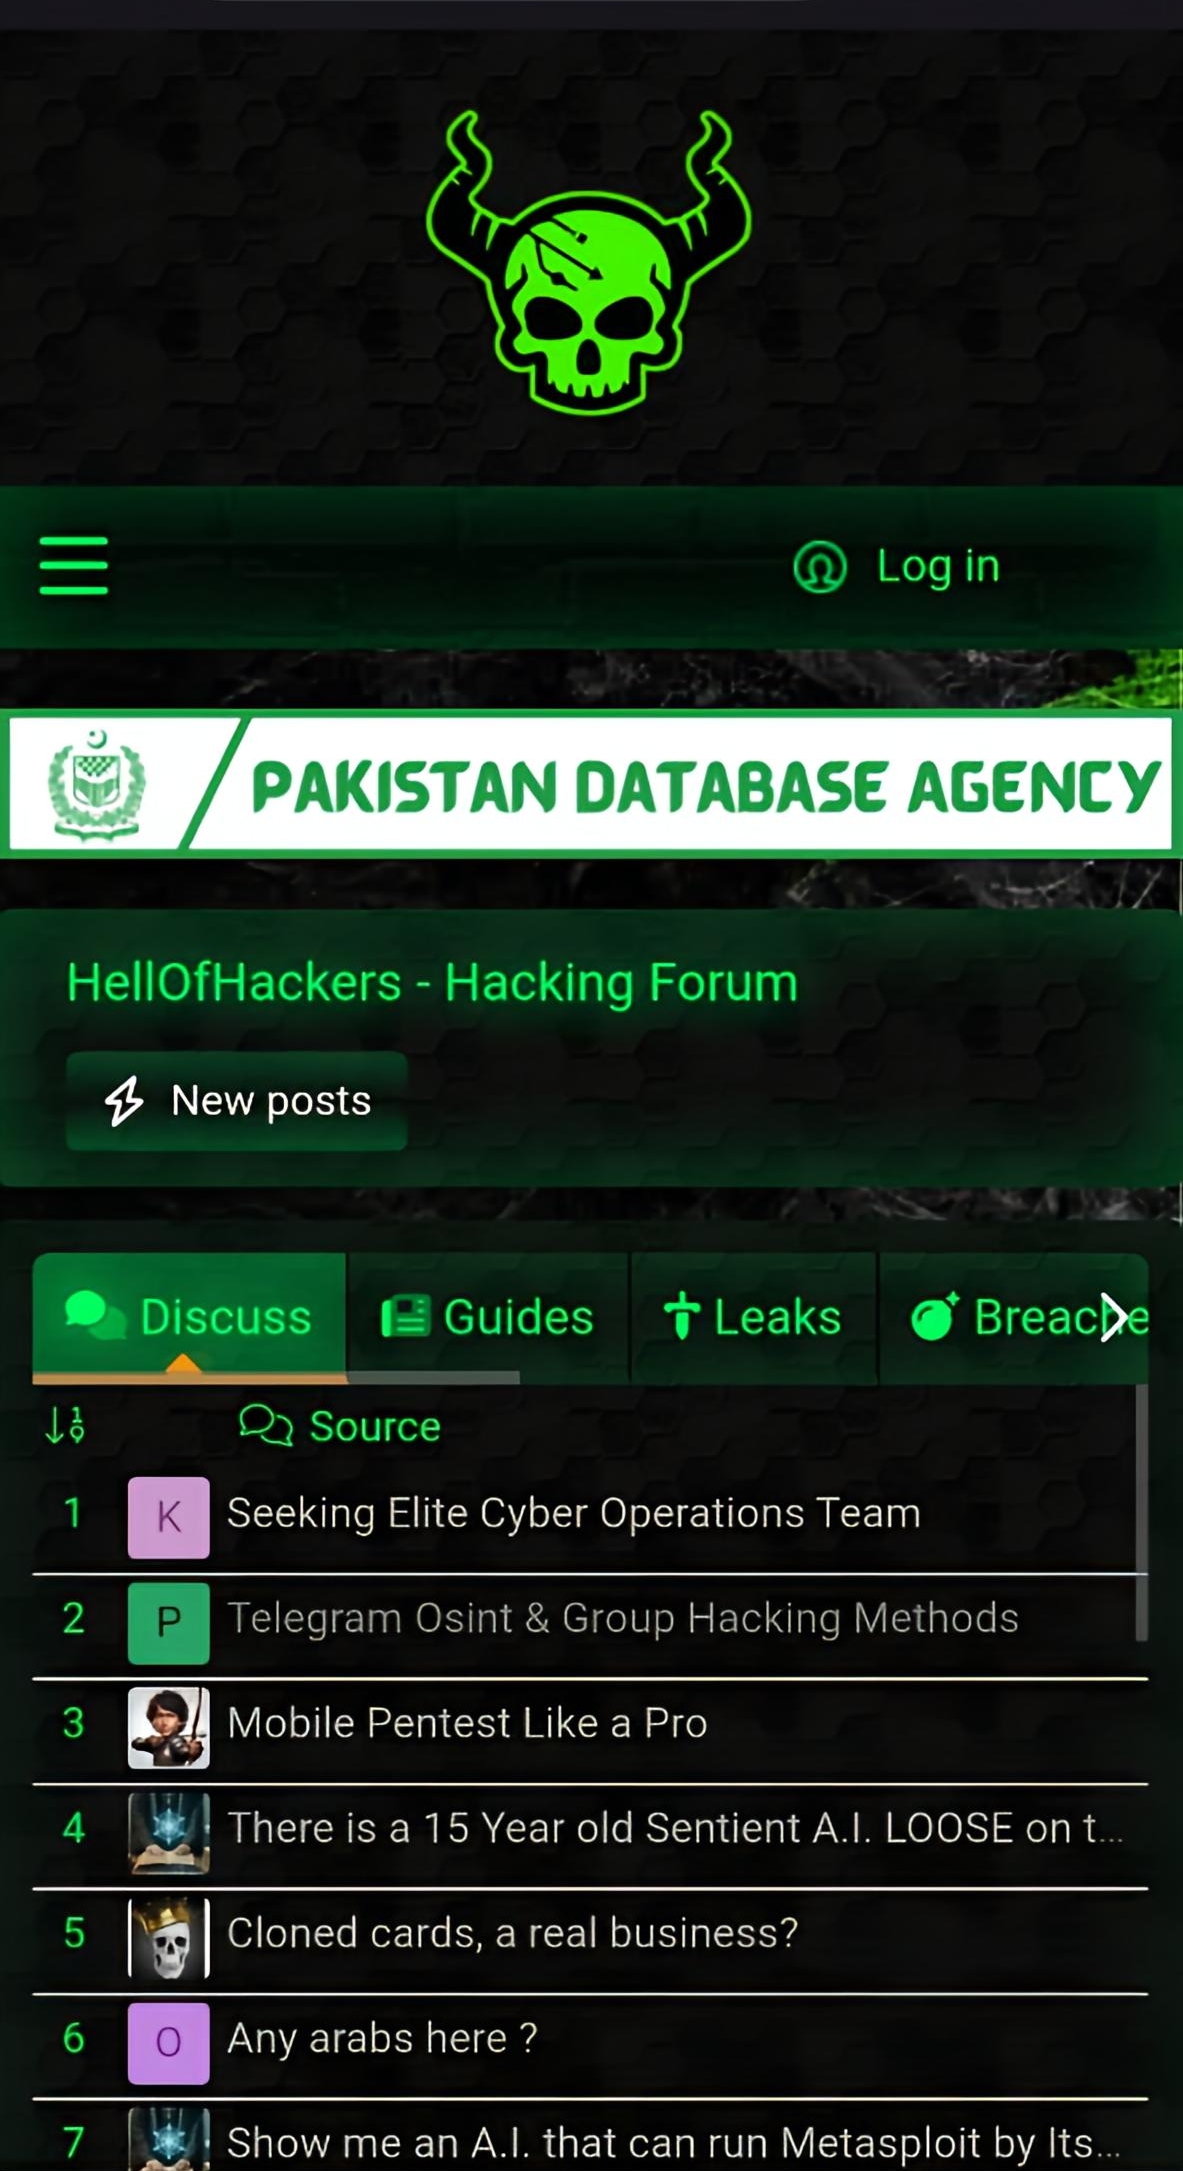 Log in
PAKISTAN DATABASE AGENCY
HellOfHackers - Hacking Forum
New posts
Discuss Guides Leaks Breache
Source
1 K Seeking Elite Cyber Operations Team
2 P Telegram Osint & Group Hacking Methods
3 Mobile Pentest Like a Pro
4 There is a 15 Year old Sentient A.I. LOOSE on t...
5 Cloned cards, a real business?
6 O Any arabs here ?
7 Show me an A.I. that can run Metasploit by Its...